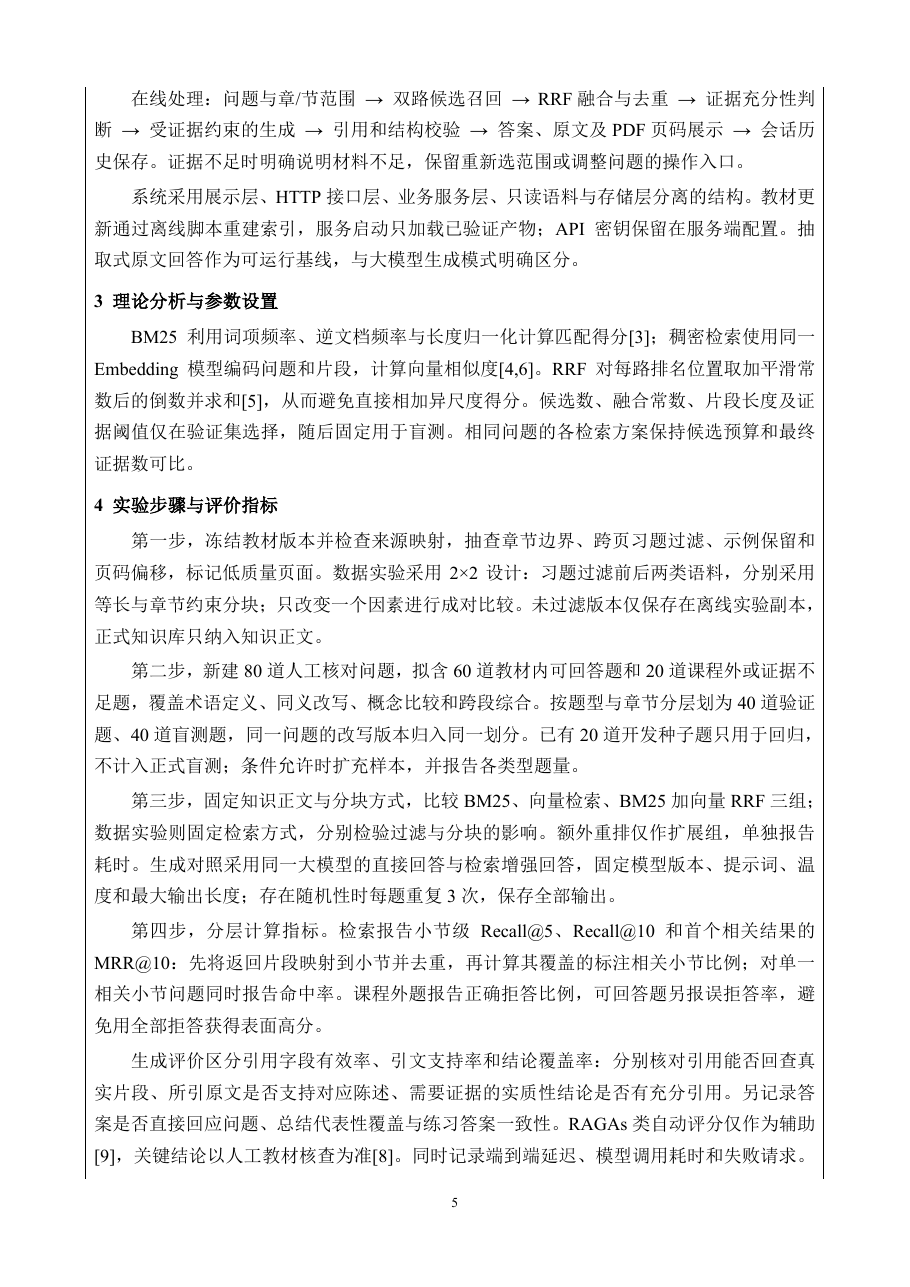 在线处理：问题与章/节范围 → 双路候选召回 → RRF 融合与去重 → 证据充分性判
断 → 受证据约束的生成 → 引用和结构校验 → 答案、原文及 PDF 页码展示 → 会话历
史保存。证据不足时明确说明材料不足，保留重新选范围或调整问题的操作入口。
系统采用展示层、HTTP 接口层、业务服务层、只读语料与存储层分离的结构。教材更
新通过离线脚本重建索引，服务启动只加载已验证产物；API 密钥保留在服务端配置。抽
取式原文回答作为可运行基线，与大模型生成模式明确区分。
3 理论分析与参数设置
BM25 利用词项频率、逆文档频率与长度归一化计算匹配得分[3]；稠密检索使用同一
Embedding 模型编码问题和片段，计算向量相似度[4,6]。RRF 对每路排名位置取加平滑常
数后的倒数并求和[5]，从而避免直接相加异尺度得分。候选数、融合常数、片段长度及证
据阈值仅在验证集选择，随后固定用于盲测。相同问题的各检索方案保持候选预算和最终
证据数可比。
4 实验步骤与评价指标
第一步，冻结教材版本并检查来源映射，抽查章节边界、跨页习题过滤、示例保留和
页码偏移，标记低质量页面。数据实验采用 2×2 设计：习题过滤前后两类语料，分别采用
等长与章节约束分块；只改变一个因素进行成对比较。未过滤版本仅保存在离线实验副本，
正式知识库只纳入知识正文。
第二步，新建 80 道人工核对问题，拟含 60 道教材内可回答题和 20 道课程外或证据不
足题，覆盖术语定义、同义改写、概念比较和跨段综合。按题型与章节分层划为 40 道验证
题、40 道盲测题，同一问题的改写版本归入同一划分。已有 20 道开发种子题只用于回归，
不计入正式盲测；条件允许时扩充样本，并报告各类型题量。
第三步，固定知识正文与分块方式，比较 BM25、向量检索、BM25 加向量 RRF 三组；
数据实验则固定检索方式，分别检验过滤与分块的影响。额外重排仅作扩展组，单独报告
耗时。生成对照采用同一大模型的直接回答与检索增强回答，固定模型版本、提示词、温
度和最大输出长度；存在随机性时每题重复 3 次，保存全部输出。
第四步，分层计算指标。检索报告小节级 Recall@5、Recall@10 和首个相关结果的
MRR@10：先将返回片段映射到小节并去重，再计算其覆盖的标注相关小节比例；对单一
相关小节问题同时报告命中率。课程外题报告正确拒答比例，可回答题另报误拒答率，避
免用全部拒答获得表面高分。
生成评价区分引用字段有效率、引文支持率和结论覆盖率：分别核对引用能否回查真
实片段、所引原文是否支持对应陈述、需要证据的实质性结论是否有充分引用。另记录答
案是否直接回应问题、总结代表性覆盖与练习答案一致性。RAGAs 类自动评分仅作为辅助
[9]，关键结论以人工教材核查为准[8]。同时记录端到端延迟、模型调用耗时和失败请求。
5